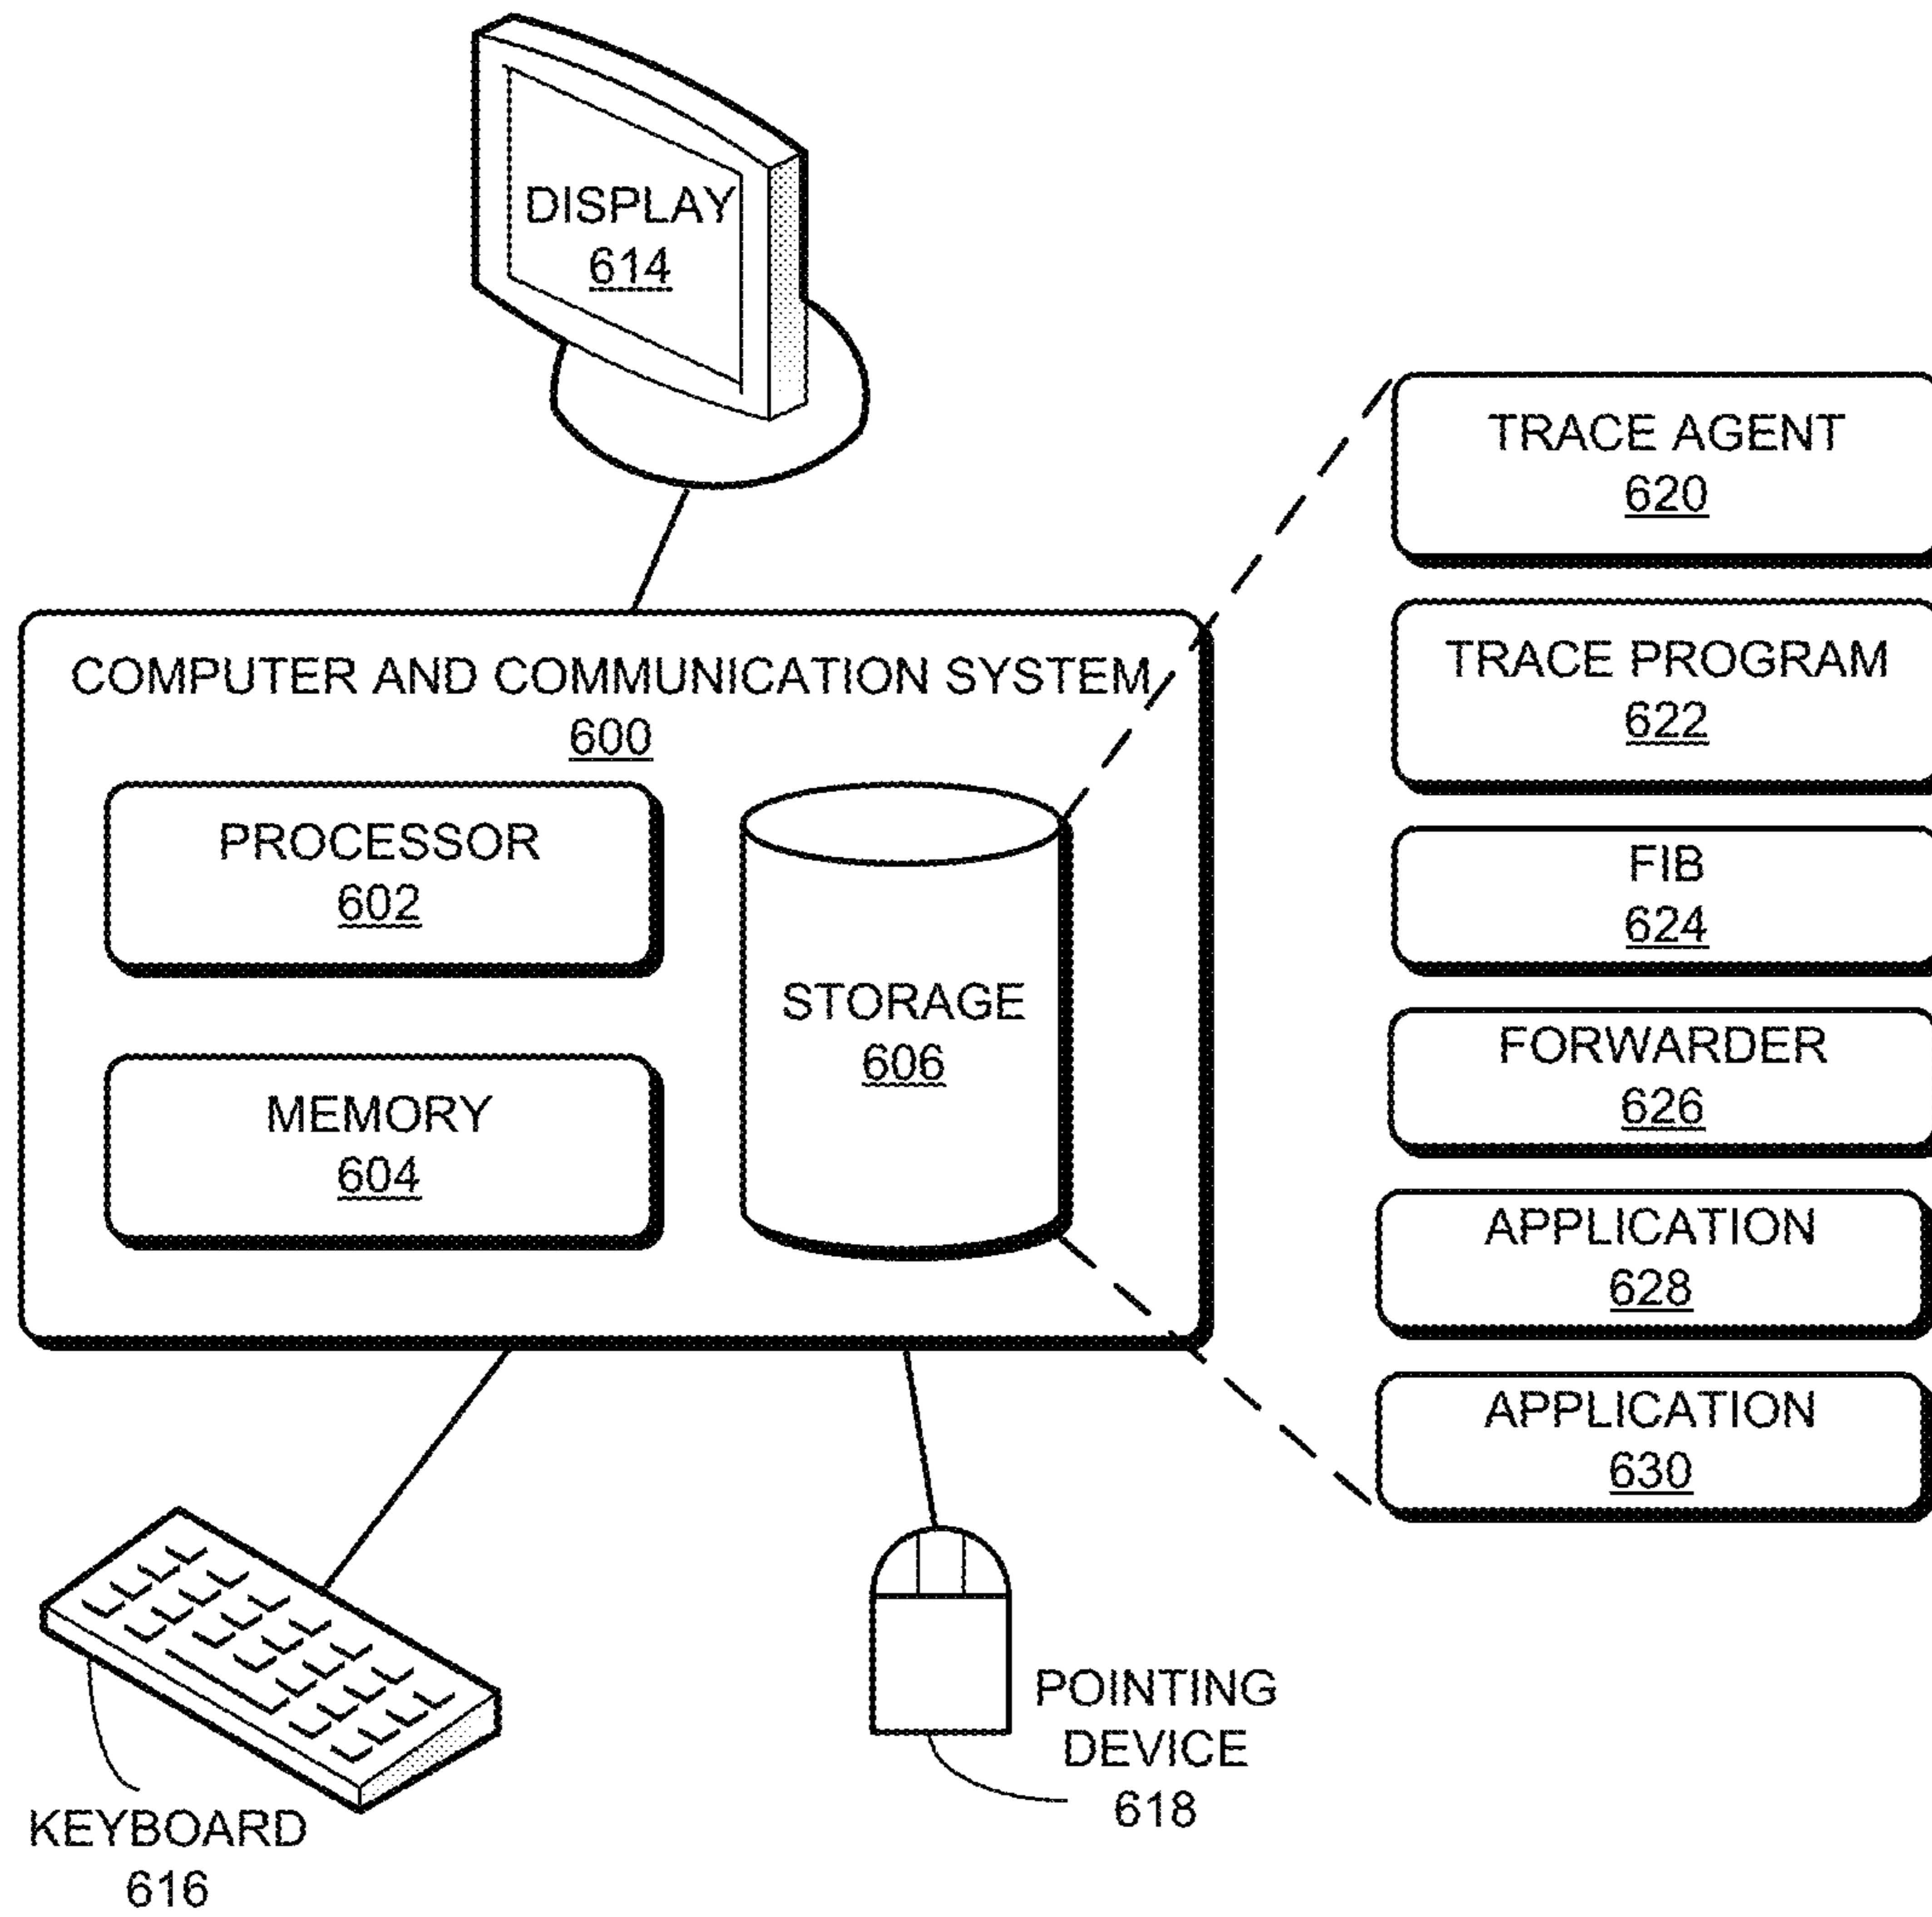 DISPLAY
614
COMPUTER AND COMMUNICATION SYSTEM
600
PROCESSOR
602
MEMORY
604
STORAGE
606
TRACE AGENT
620
TRACE PROGRAM
622
FIB
624
FORWARDER
626
APPLICATION
628
APPLICATION
630
KEYBOARD
616
POINTING
DEVICE
618